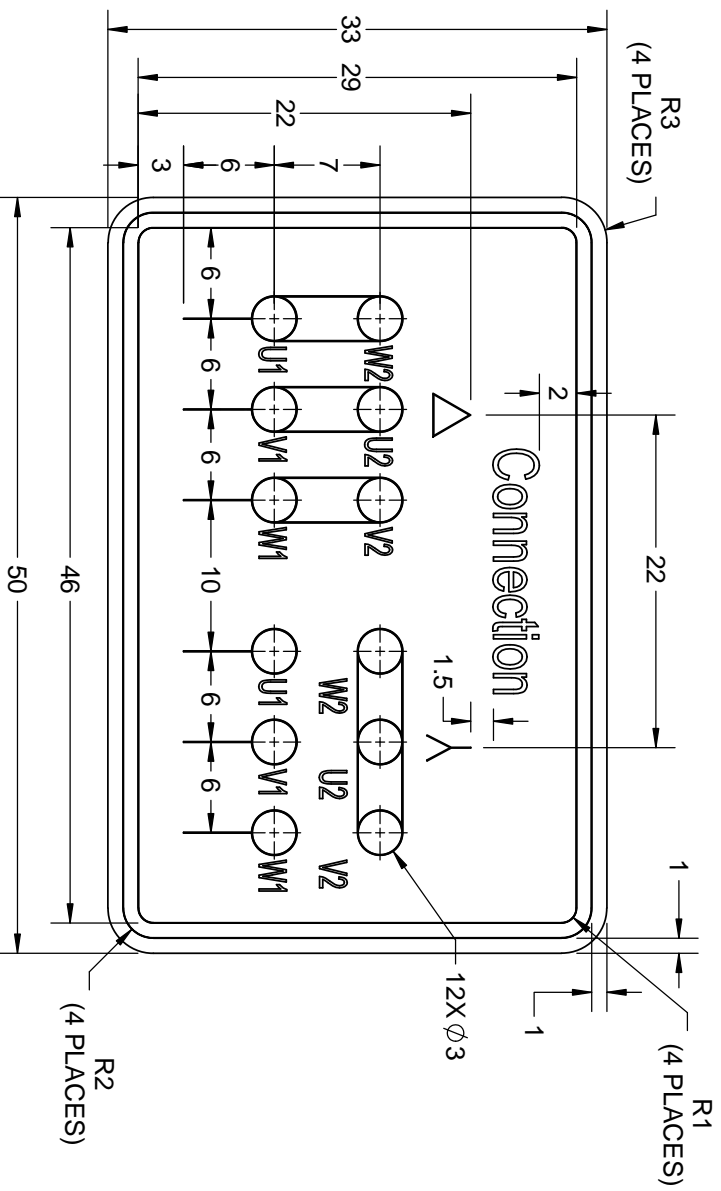 R1
(4 PLACES)
R3
(4 PLACES)
1
22
2
1
Connection
12X Ø3
1.5
33
29
22
7
6
3
W2 U2 V2
W2 U2 V2
U1 V1 W1 U1 V1 W1
6 6 6 10 6 6
R2
(4 PLACES)
46
50